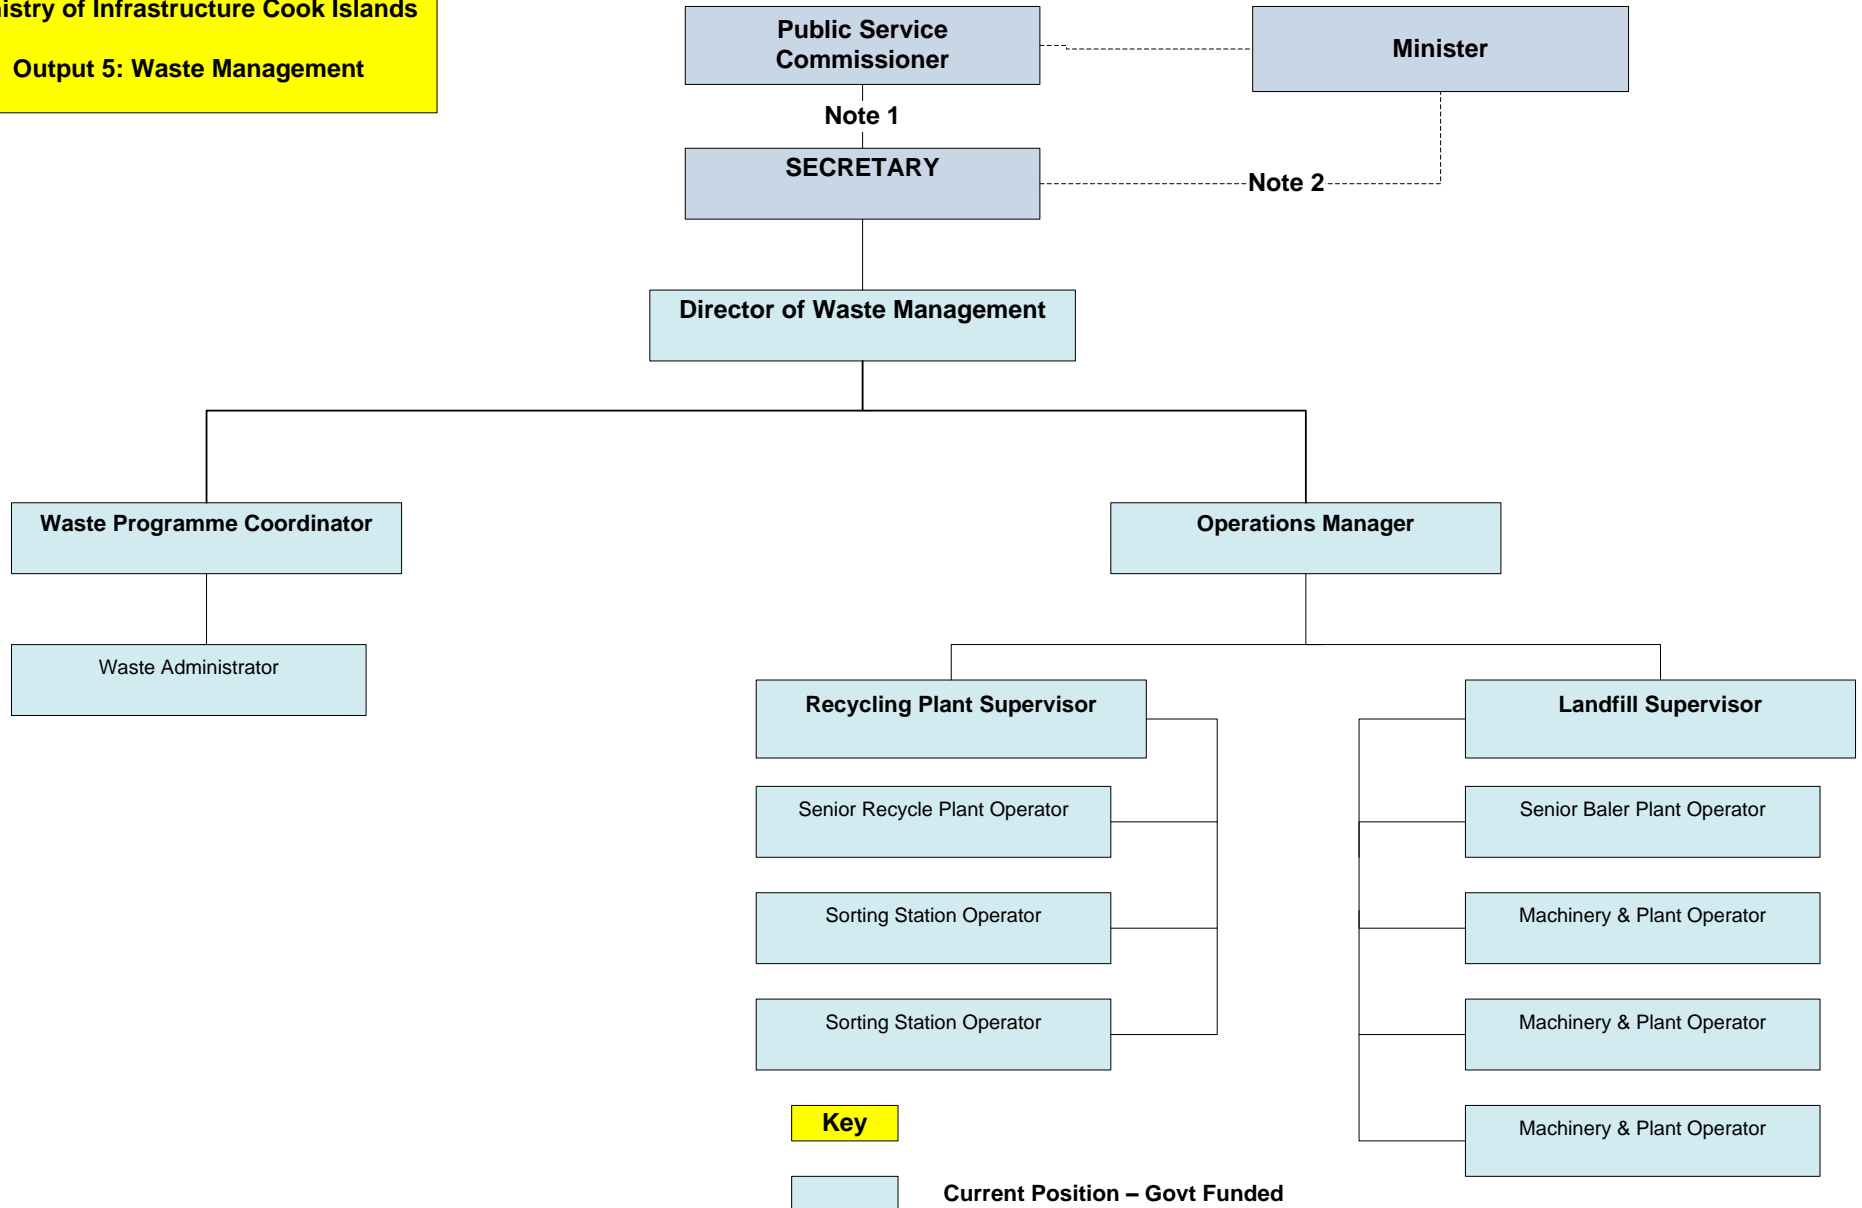 Infrastructure Cook Islands
Output 5: Waste Management
Public Service
Commissioner
Minister
Note 1
SECRETARY
Note 2
Director of Waste Management
Waste Programme Coordinator
Operations Manager
Waste Administrator
Recycling Plant Supervisor
Landfill Supervisor
Senior Recycle Plant Operator
Senior Baler Plant Operator
Sorting Station Operator
Machinery & Plant Operator
Sorting Station Operator
Machinery & Plant Operator
Machinery & Plant Operator
Key
Current Position – Govt Funded